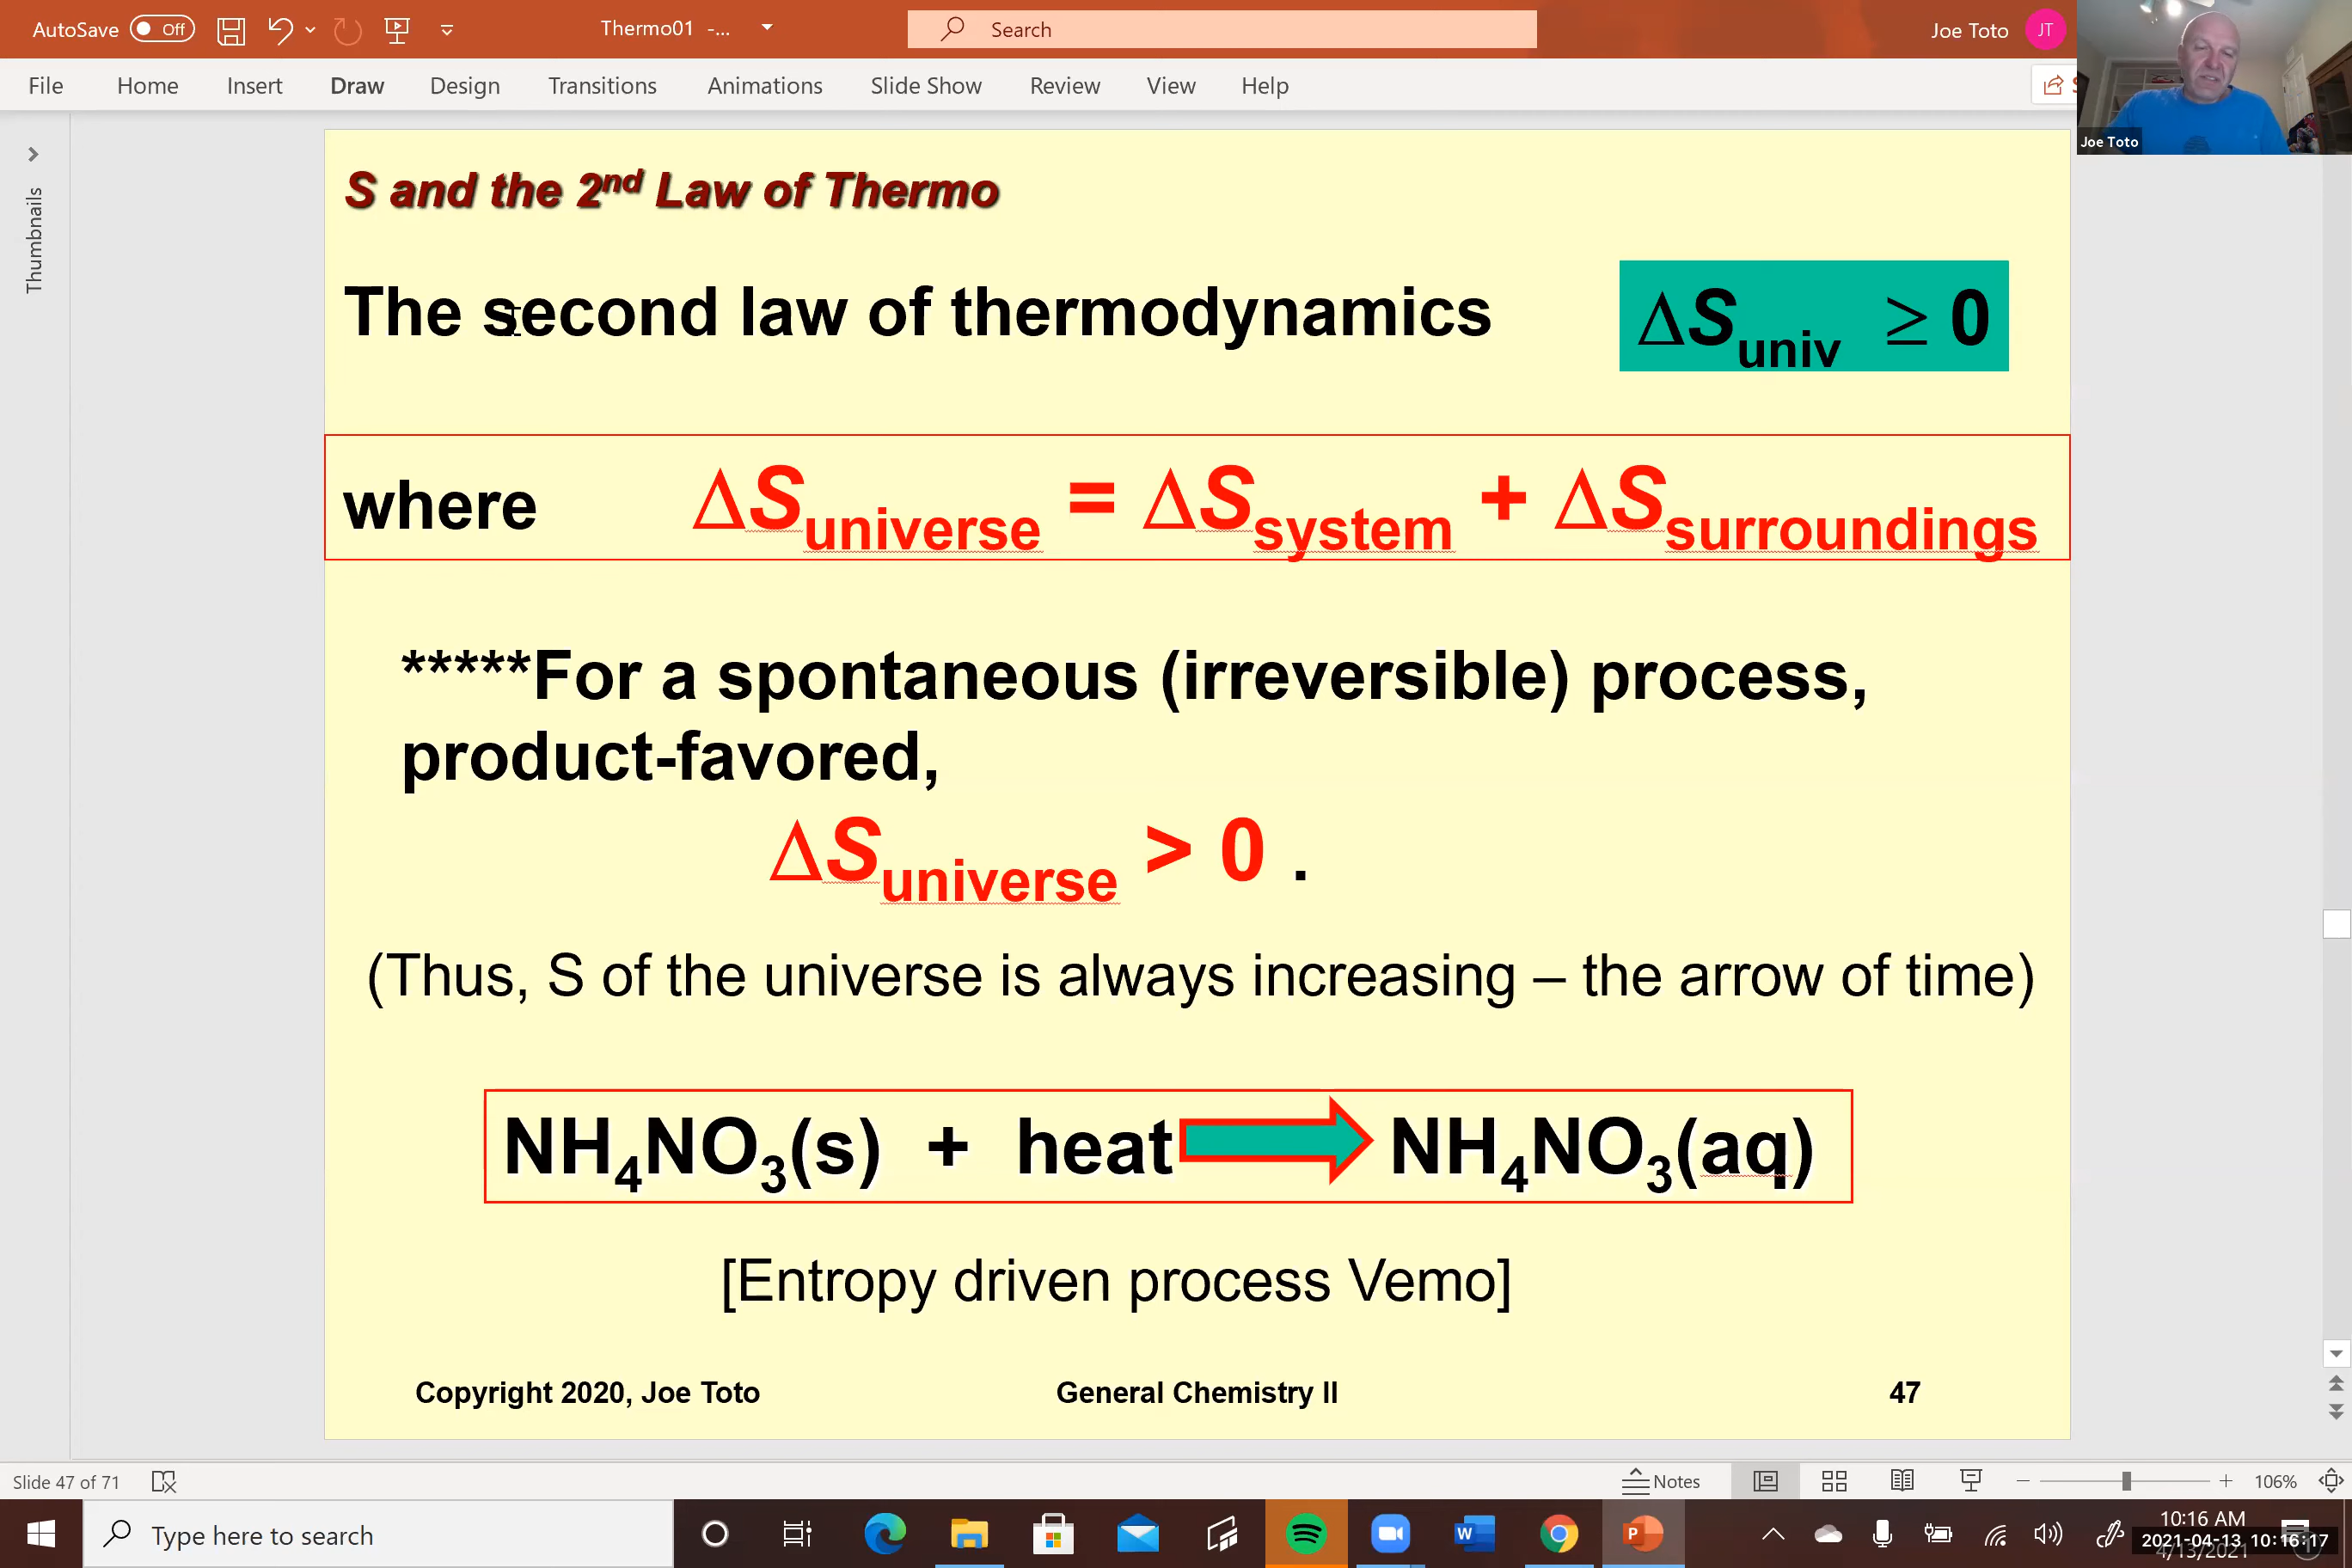 AutoSave Off Thermo01 -... Search Joe Toto JT
File Home Insert Draw Design Transitions Animations Slide Show Review View Help
Joe Toto
Thumbnails
S and the 2nd Law of Thermo
The second law of thermodynamics ΔSuniv ≥ 0
where ΔSuniverse = ΔSsystem + ΔSsurroundings
*****For a spontaneous (irreversible) process,
product-favored,
ΔSuniverse > 0 .
(Thus, S of the universe is always increasing – the arrow of time)
NH4NO3(s) + heat NH4NO3(aq)
[Entropy driven process Vemo]
Copyright 2020, Joe Toto General Chemistry II 47
Slide 47 of 71 Notes 106%
Type here to search
W P
10:16 AM
2021-04-13 10:16:17
4/13/2021